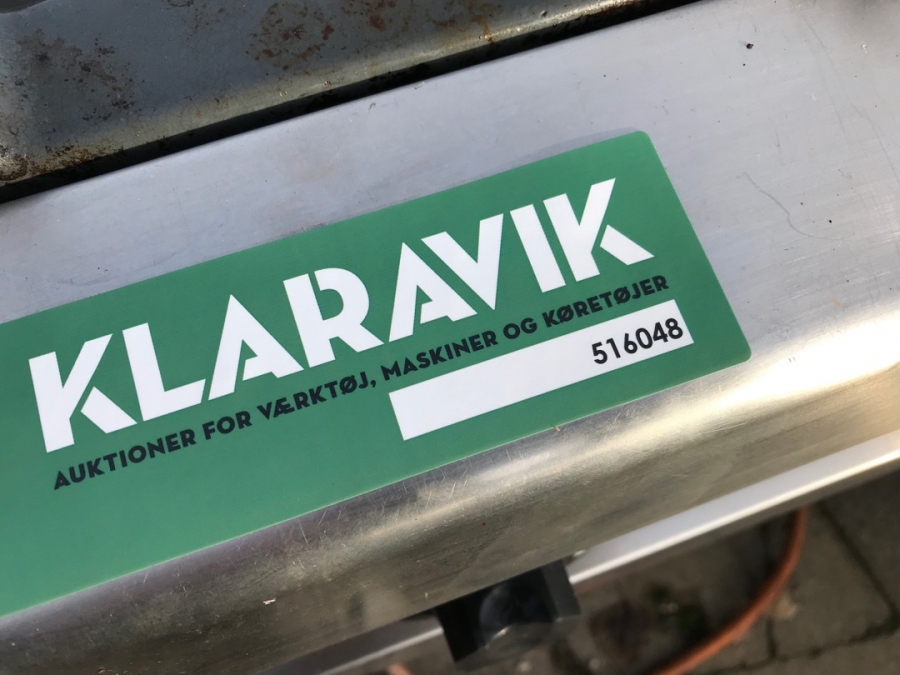 KLARAVIK
AUKTIONER FOR VÆRKTØJ, MASKINER OG KØRETØJER
516048